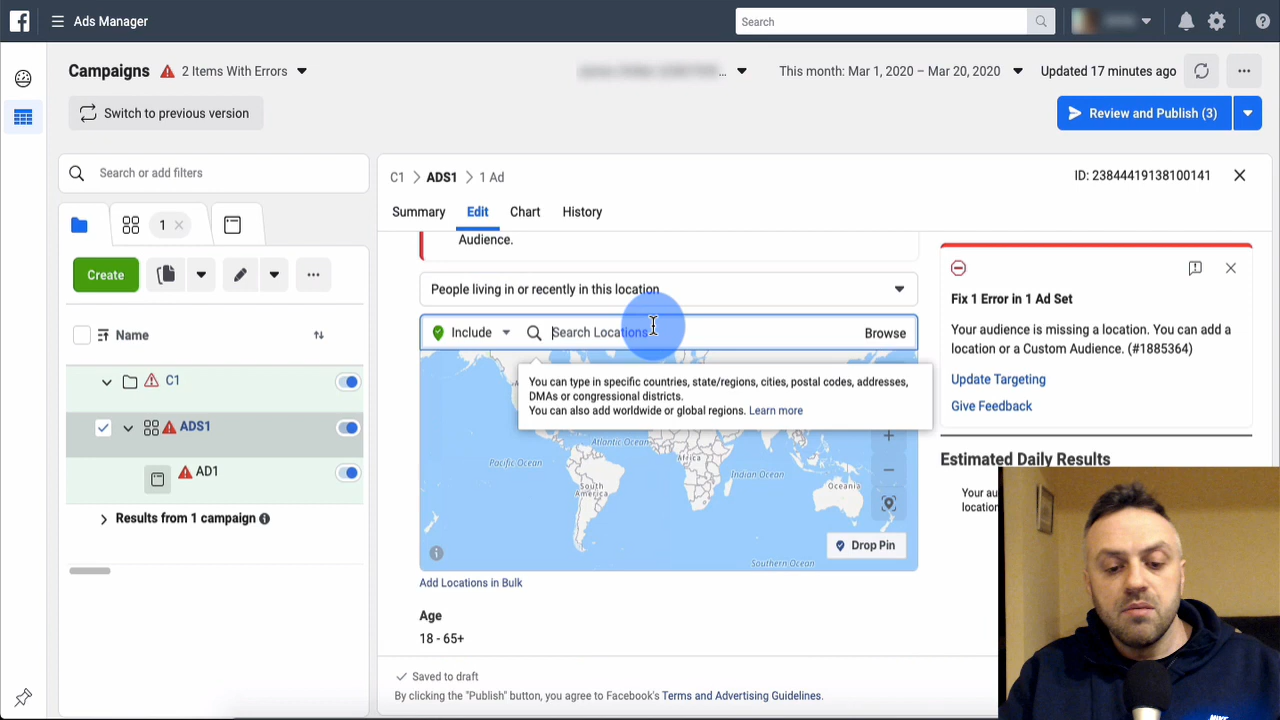 Ads Manager
Search
Campaigns
2 Items With Errors
This month: Mar 1, 2020 – Mar 20, 2020
Updated 17 minutes ago
Switch to previous version
Review and Publish (3)
Search or add filters
C1 > ADS1 > 1 Ad
ID: 23844419138100141
1
Summary
Edit
Chart
History
Audience.
Create
People living in or recently in this location
Include
Search Locations
Browse
You can type in specific countries, state/regions, cities, postal codes, addresses,
DMAs or congressional districts.
You can also add worldwide or global regions. Learn more
Name
C1
ADS1
AD1
Results from 1 campaign
Atlantic Ocean
Pacific Ocean
Africa
Indian Ocean
South
America
Oceania
Southern Ocean
Drop Pin
Add Locations in Bulk
Age
18 - 65+
Saved to draft
By clicking the "Publish" button, you agree to Facebook's Terms and Advertising Guidelines.
Fix 1 Error in 1 Ad Set
Your audience is missing a location. You can add a
location or a Custom Audience. (#1885364)
Update Targeting
Give Feedback
Estimated Daily Results
Your au
location
NIKE